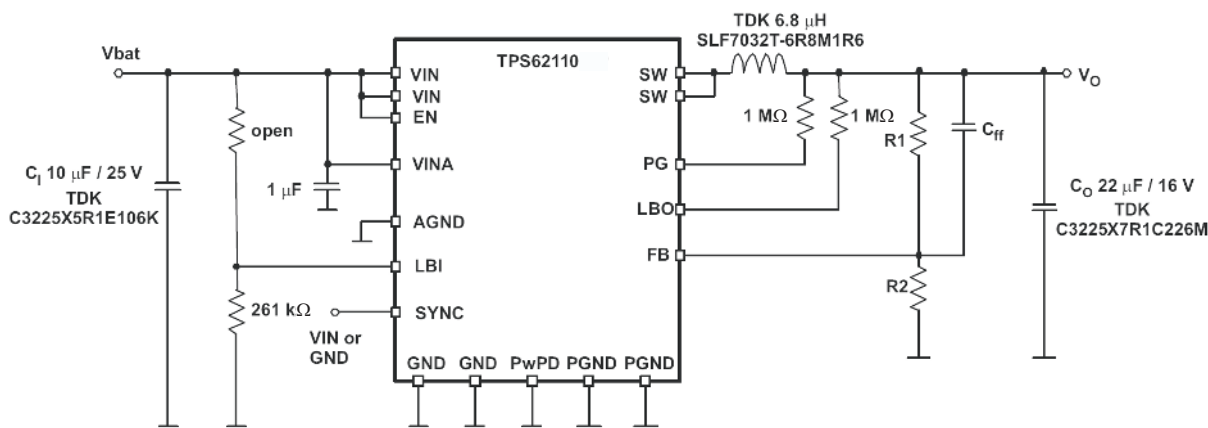 TDK 6.8 μH
SLF7032T-6R8M1R6
Vbat
TPS62110
VIN
VIN
EN
SW
SW
VO
open
1 MΩ
1 MΩ
R1
Cff
CI 10 μF / 25 V
TDK
C3225X5R1E106K
VINA
1 μF
PG
CO 22 μF / 16 V
TDK
C3225X7R1C226M
AGND
LBO
LBI
FB
261 kΩ
SYNC
R2
VIN or
GND
GND GND PwPD PGND PGND